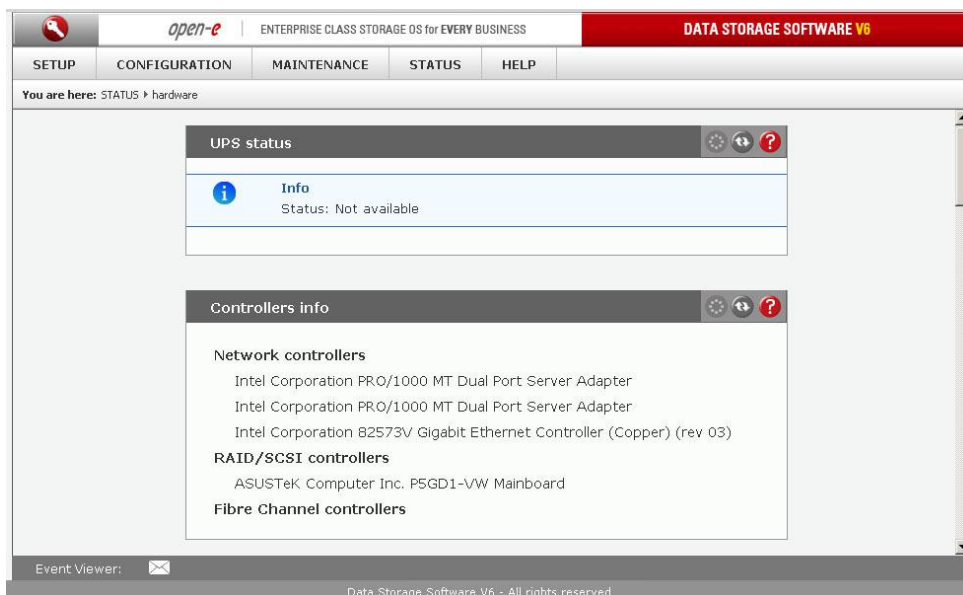 open-e
ENTERPRISE CLASS STORAGE OS for EVERY BUSINESS
DATA STORAGE SOFTWARE V6
SETUP CONFIGURATION MAINTENANCE STATUS HELP
You are here: STATUS hardware
UPS status
?
i
Info
Status: Not available
Controllers info
?
Network controllers
Intel Corporation PRO/1000 MT Dual Port Server Adapter
Intel Corporation PRO/1000 MT Dual Port Server Adapter
Intel Corporation 82573V Gigabit Ethernet Controller (Copper) (rev 03)
RAID/SCSI controllers
ASUSTeK Computer Inc. P5GD1-VW Mainboard
Fibre Channel controllers
Event Viewer:
Data Storage Software V6 - All rights reserved